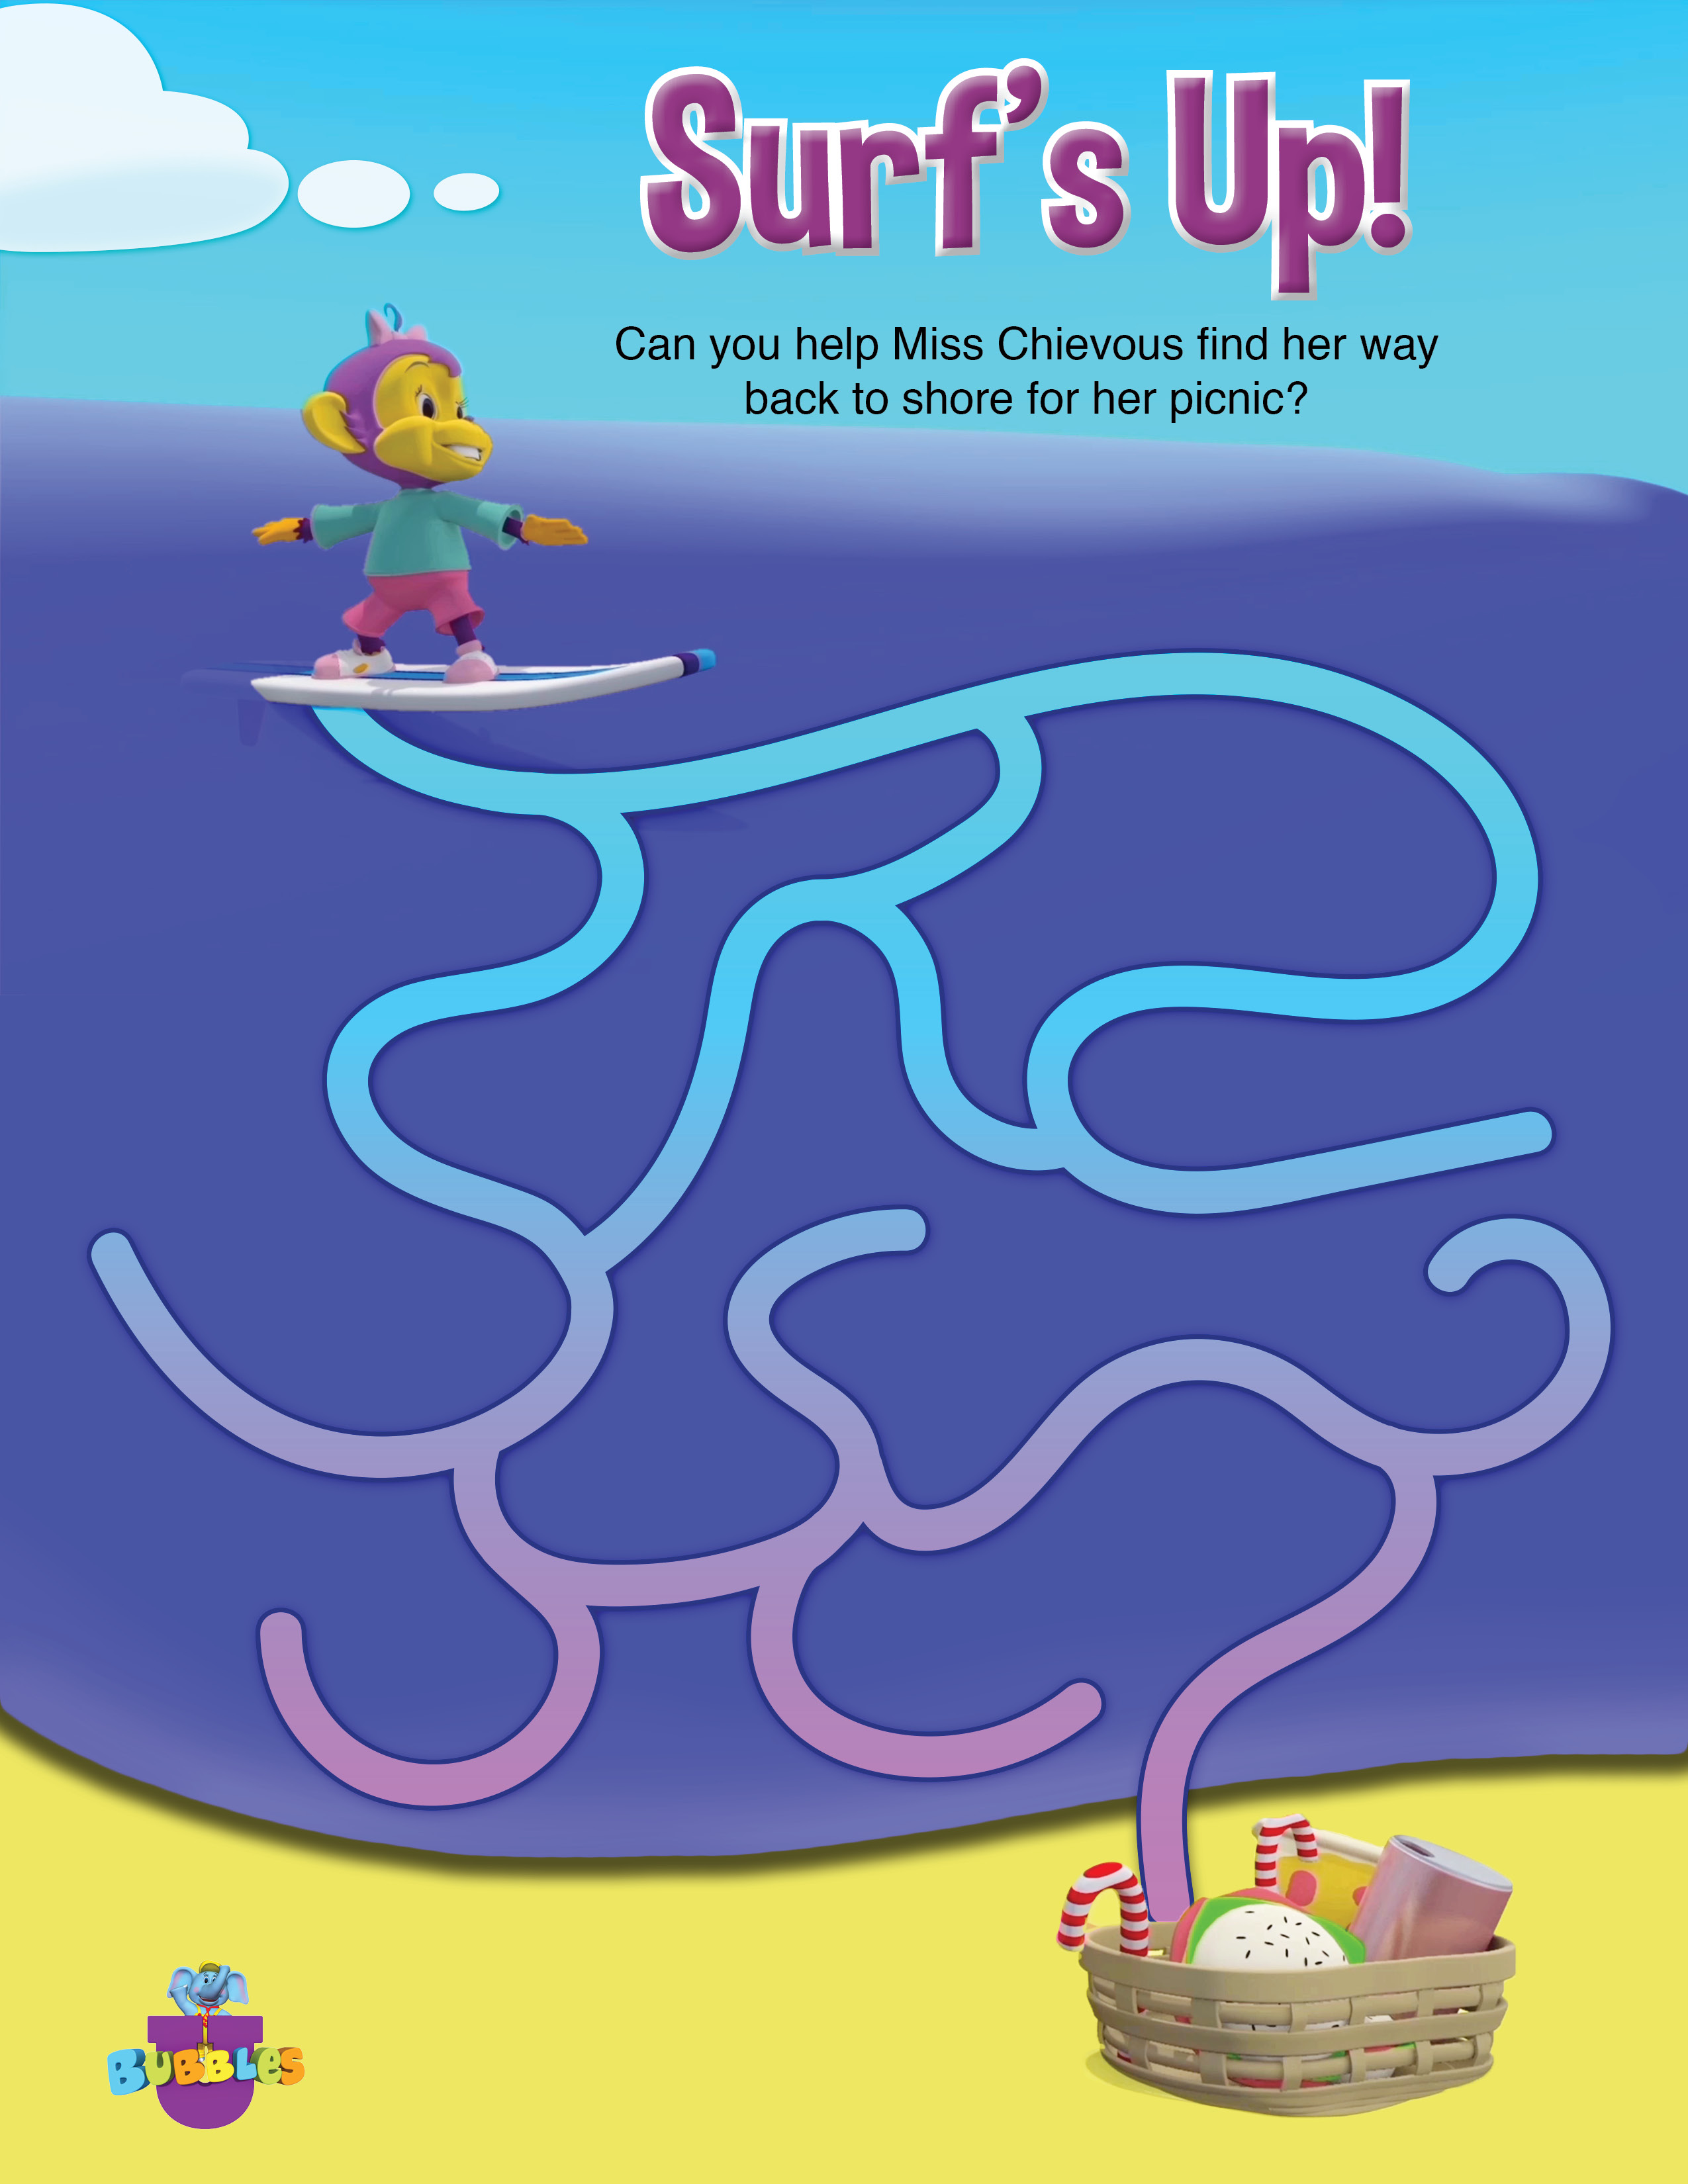 Surf's Up!
Can you help Miss Chievous find her way
back to shore for her picnic?
BUBBLES
U